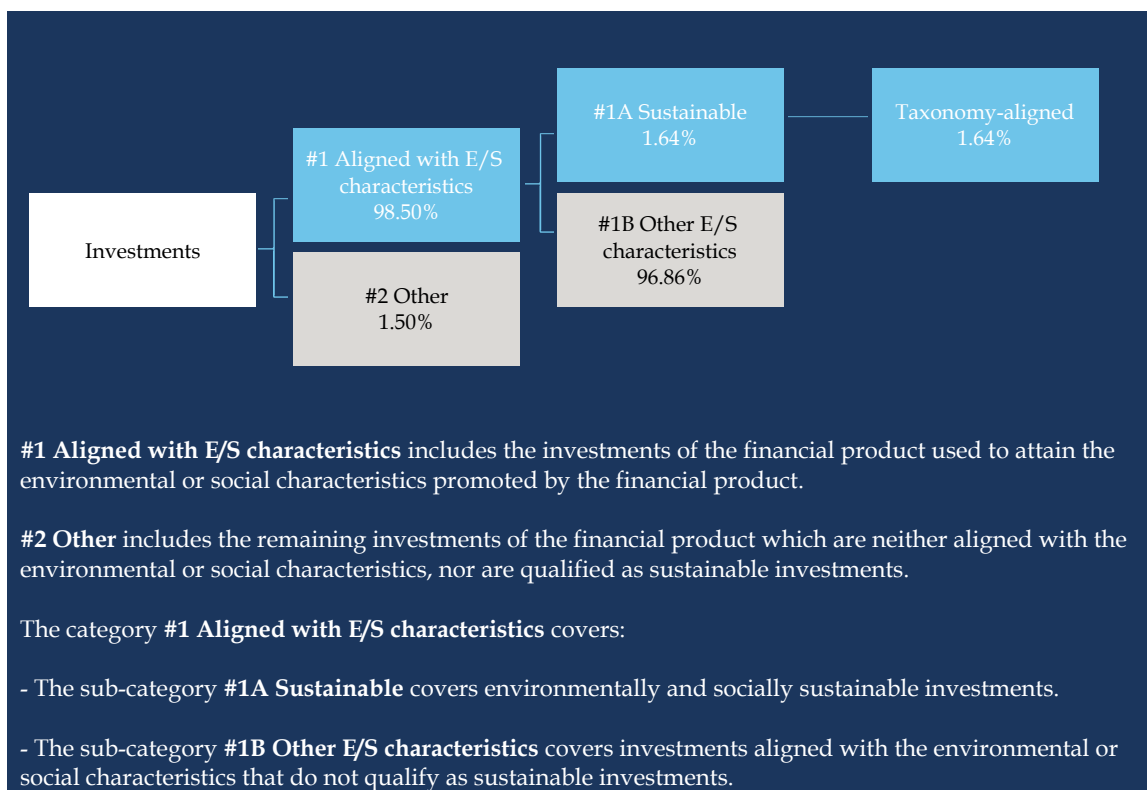 Investments
#1 Aligned with E/S
characteristics
98.50%
#2 Other
1.50%
#1A Sustainable
1.64%
#1B Other E/S
characteristics
96.86%
Taxonomy-aligned
1.64%
#1 Aligned with E/S characteristics includes the investments of the financial product used to attain the
environmental or social characteristics promoted by the financial product.
#2 Other includes the remaining investments of the financial product which are neither aligned with the
environmental or social characteristics, nor are qualified as sustainable investments.
The category #1 Aligned with E/S characteristics covers:
- The sub-category #1A Sustainable covers environmentally and socially sustainable investments.
- The sub-category #1B Other E/S characteristics covers investments aligned with the environmental or
social characteristics that do not qualify as sustainable investments.